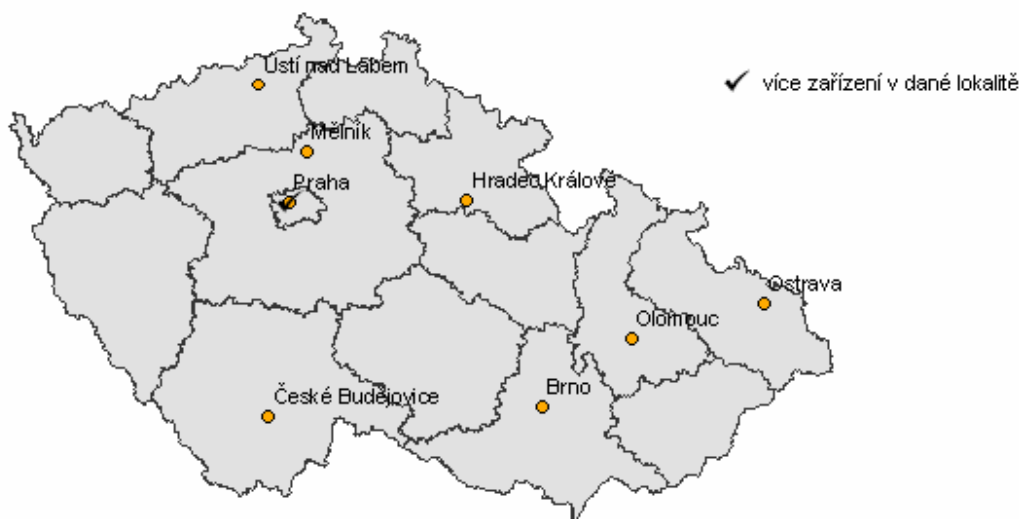 Ústí nad Labem
více zařízení v dané lokalitě
Mělník
Praha
Hradec Králové
Ostrava
Olomouc
České Budějovice
Brno